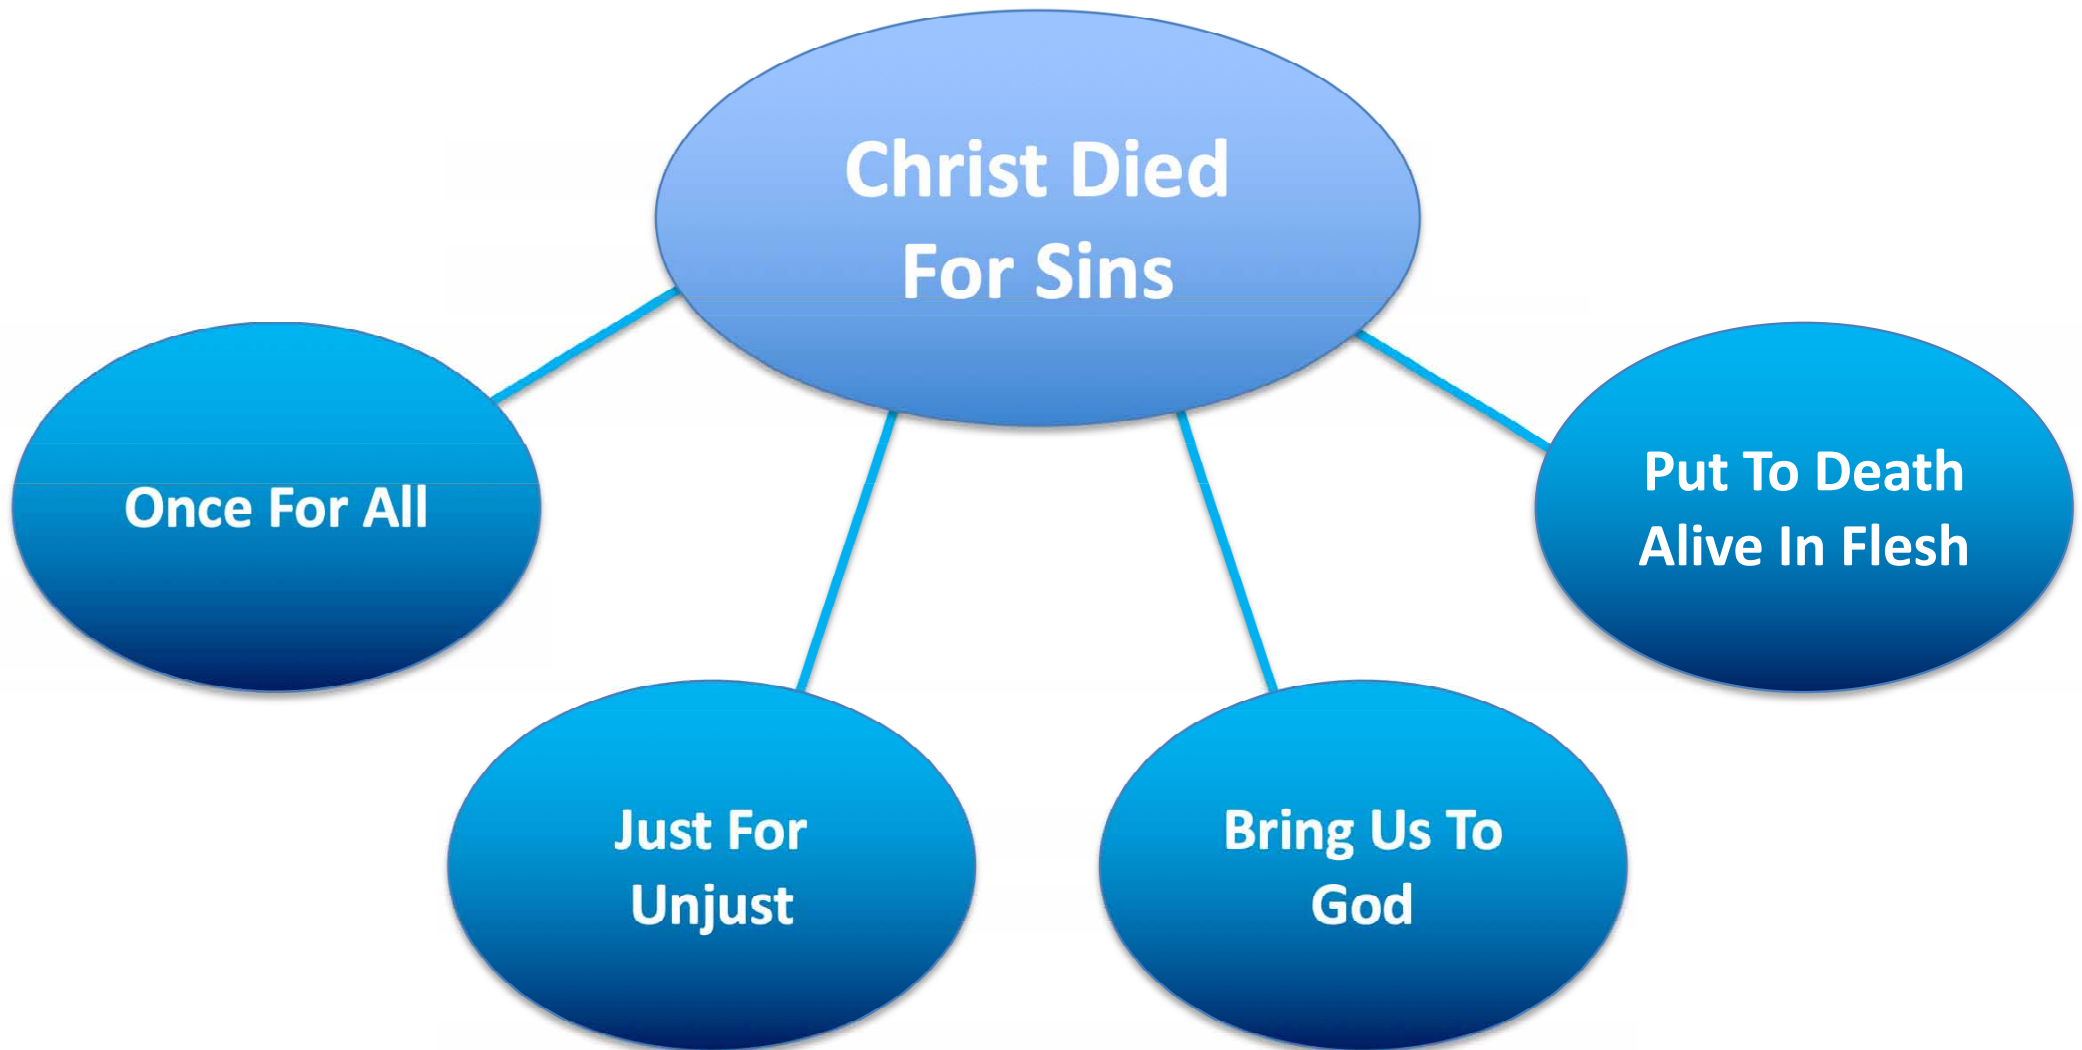 Christ Died
For Sins
Once For All
Put To Death
Alive In Flesh
Just For
Unjust
Bring Us To
God